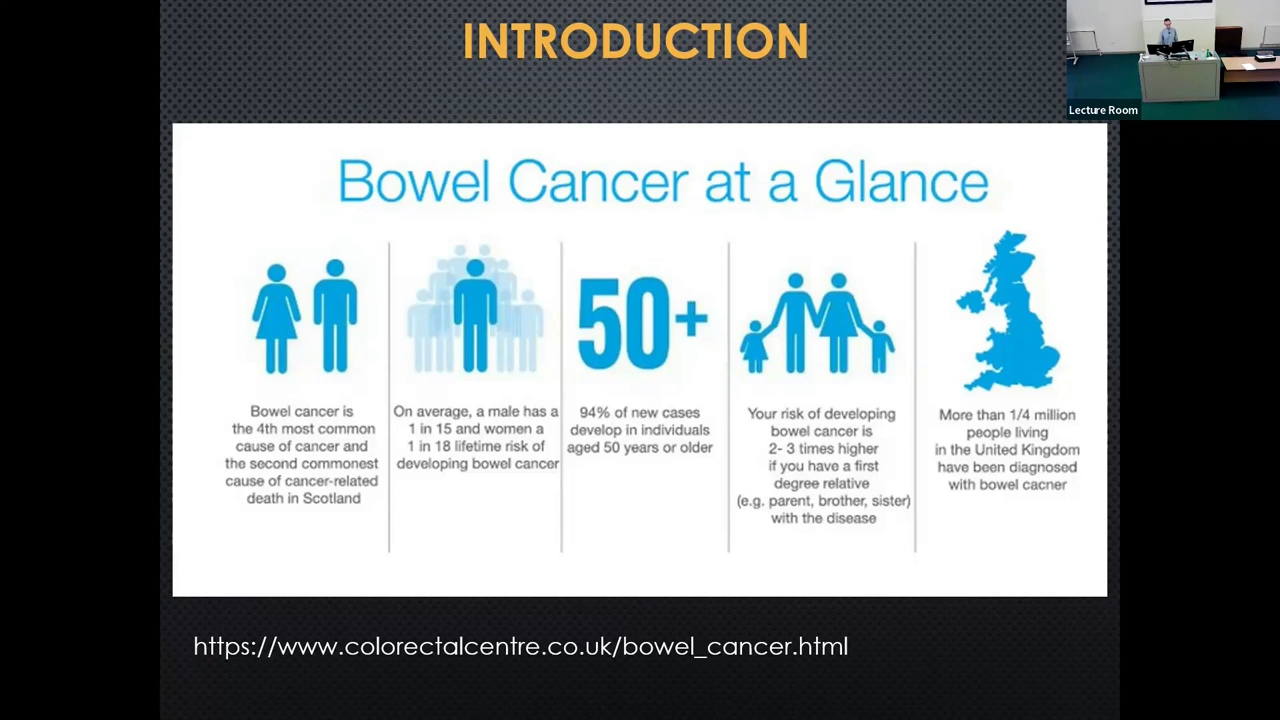 INTRODUCTION
Lecture Room
Bowel Cancer at a Glance
Bowel cancer is
the 4th most common
cause of cancer and
the second commonest
cause of cancer-related
death in Scotland
On average, a male has a
1 in 15 and women a
1 in 18 lifetime risk of
developing bowel cancer
50+
94% of new cases
develop in individuals
aged 50 years or older
Your risk of developing
bowel cancer is
2- 3 times higher
if you have a first
degree relative
(e.g. parent, brother, sister)
with the disease
More than 1/4 million
people living
in the United Kingdom
have been diagnosed
with bowel cacner
https://www.colorectalcentre.co.uk/bowel_cancer.html